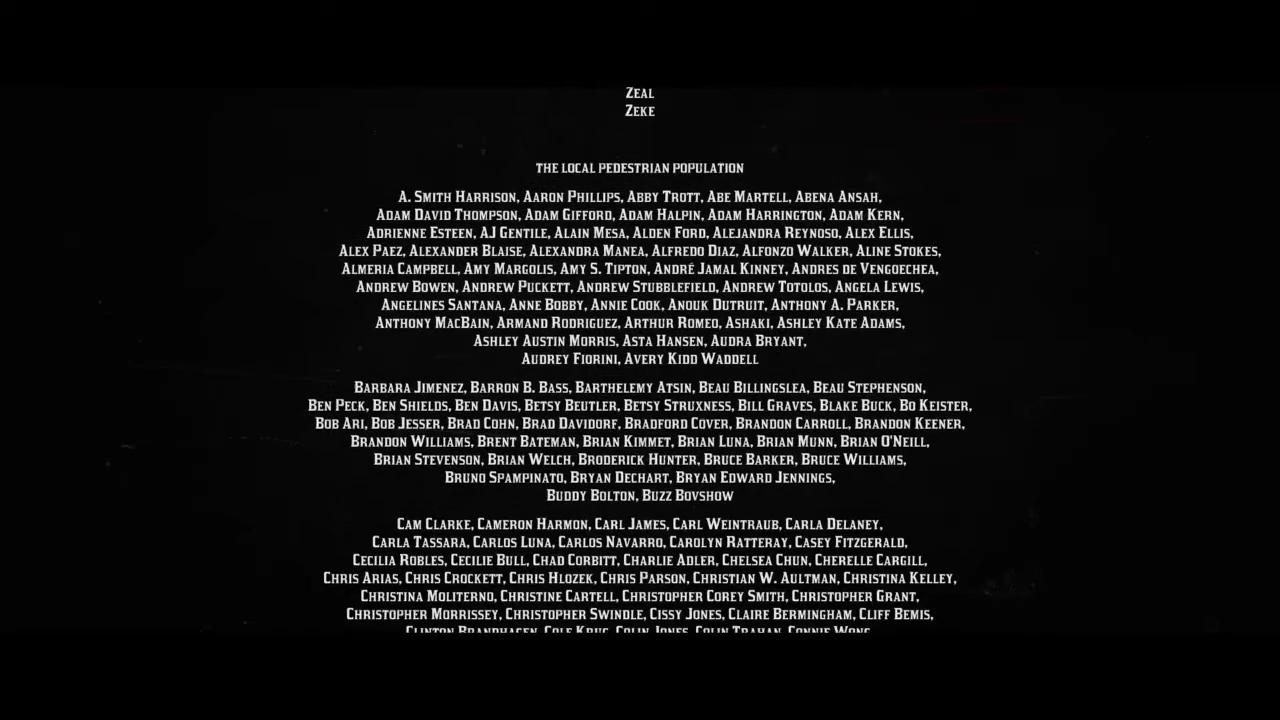 Zeal
Zeke
THE LOCAL PEDESTRIAN POPULATION
A. Smith Harrison, Aaron Phillips, Abby Trott, Abe Martell, Abena Ansah,
Adam David Thompson, Adam Gifford, Adam Halpin, Adam Harrington, Adam Kern,
Adrienne Esteen, AJ Gentile, Alain Mesa, Alden Ford, Alejandra Reynoso, Alex Ellis,
Alex Paez, Alexander Blaise, Alexandra Manea, Alfredo Diaz, Alfonzo Walker, Aline Stokes,
Almeria Campbell, Amy Margolis, Amy S. Tipton, André Jamal Kinney, Andres de Vengoechea,
Andrew Bowen, Andrew Puckett, Andrew Stubblefield, Andrew Totolos, Angela Lewis,
Angelines Santana, Anne Bobby, Annie Cook, Anouk Dutruit, Anthony A. Parker,
Anthony MacBain, Armand Rodriguez, Arthur Romeo, Ashaki, Ashley Kate Adams,
Ashley Austin Morris, Asta Hansen, Audra Bryant,
Audrey Fiorini, Avery Kidd Waddell
Barbara Jimenez, Barron B. Bass, Barthelemy Atsin, Beau Billingslea, Beau Stephenson,
Ben Peck, Ben Shields, Ben Davis, Betsy Beutler, Betsy Struxness, Bill Graves, Blake Buck, Bo Keister,
Bob Ari, Bob Jesser, Brad Cohn, Brad Davidorf, Bradford Cover, Brandon Carroll, Brandon Keener,
Brandon Williams, Brent Bateman, Brian Kimmet, Brian Luna, Brian Munn, Brian O'Neill,
Brian Stevenson, Brian Welch, Broderick Hunter, Bruce Barker, Bruce Williams,
Bruno Spampinato, Bryan Dechart, Bryan Edward Jennings,
Buddy Bolton, Buzz Bovshow
Cam Clarke, Cameron Harmon, Carl James, Carl Weintraub, Carla Delaney,
Carla Tassara, Carlos Luna, Carlos Navarro, Carolyn Ratteray, Casey Fitzgerald,
Cecilia Robles, Cecilie Bull, Chad Corbitt, Charlie Adler, Chelsea Chun, Cherelle Cargill,
Chris Arias, Chris Crockett, Chris Hlozek, Chris Parson, Christian W. Aultman, Christina Kelley,
Christina Moliterno, Christine Cartell, Christopher Corey Smith, Christopher Grant,
Christopher Morrissey, Christopher Swindle, Cissy Jones, Claire Bermingham, Cliff Bemis,
Clinton Brandhagen, Cole Krug, Colin Jones, Colin Trahan, Connie Wong,